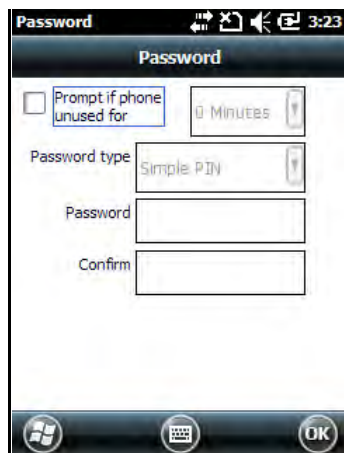 Password 3:23
Password
Prompt if phone
unused for
0 Minutes
Password type
Simple PIN
Password
Confirm
OK